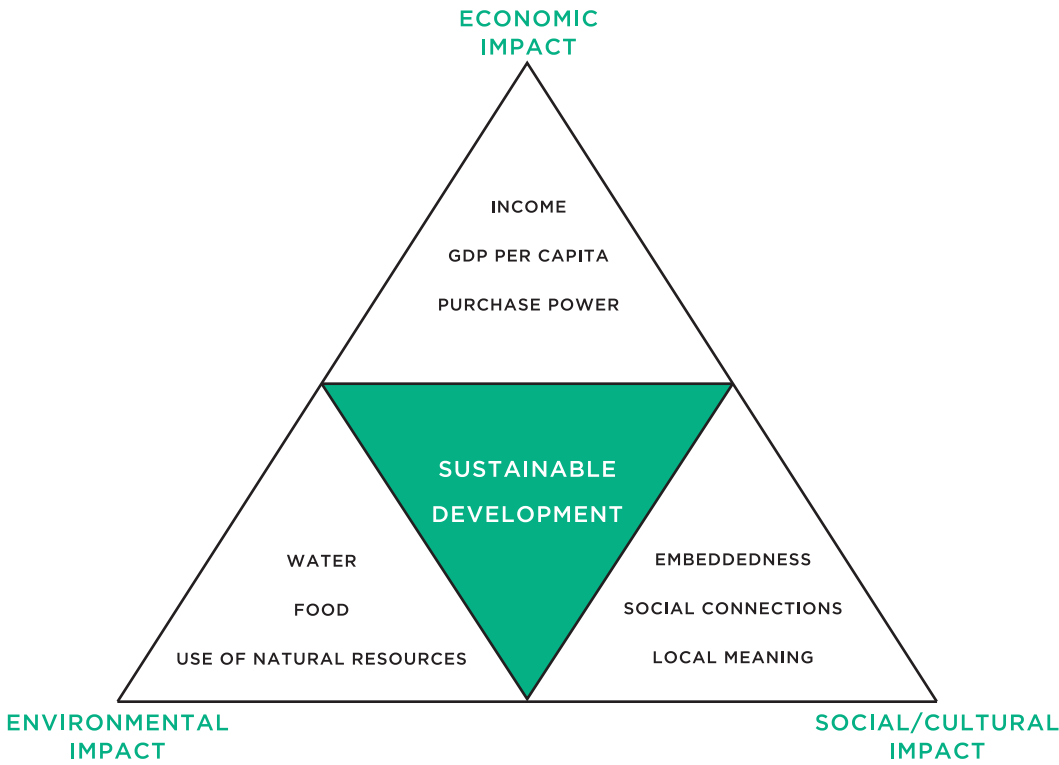 ECONOMIC
IMPACT
INCOME
GDP PER CAPITA
PURCHASE POWER
SUSTAINABLE
DEVELOPMENT
WATER
FOOD
USE OF NATURAL RESOURCES
EMBEDDEDNESS
SOCIAL CONNECTIONS
LOCAL MEANING
ENVIRONMENTAL
IMPACT
SOCIAL/CULTURAL
IMPACT